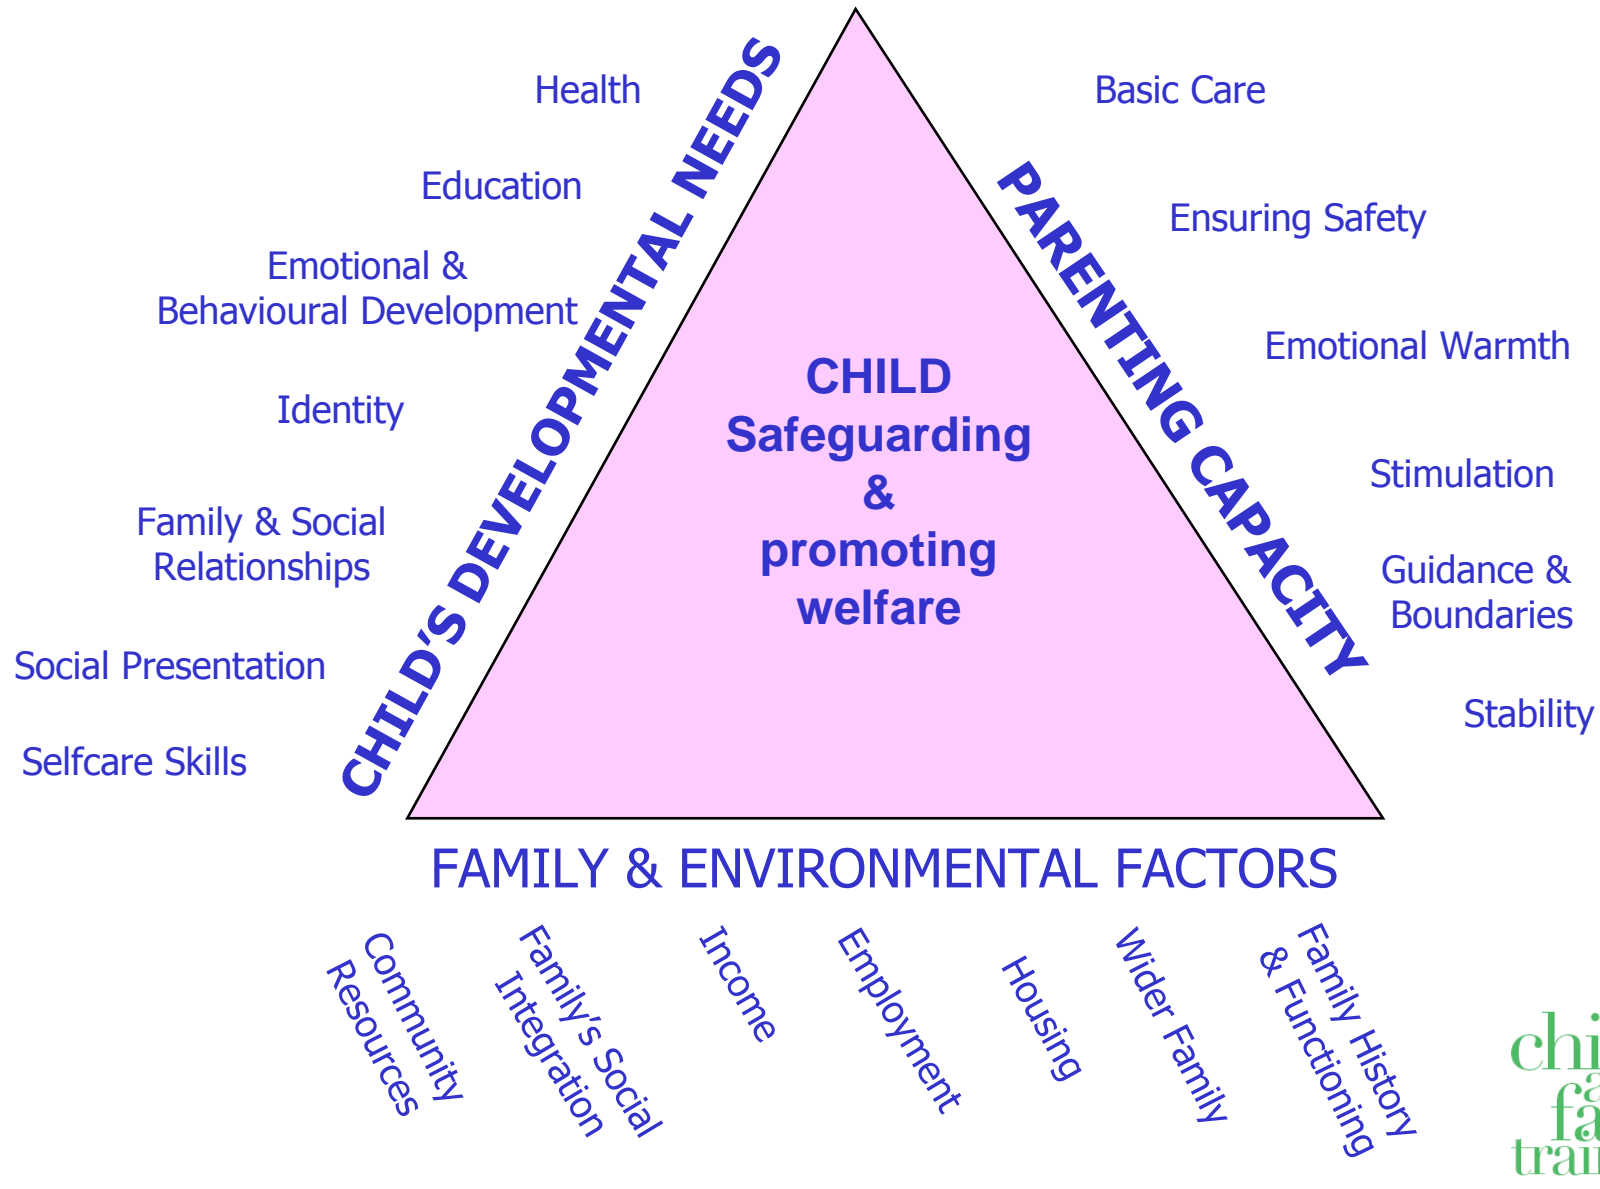 Health
Education
Emotional &
Behavioural Development
Identity
Family & Social
Relationships
Social Presentation
Selfcare Skills
CHILD'S DEVELOPMENTAL NEEDS
CHILD
Safeguarding
&
promoting
welfare
PARENTING CAPACITY
Basic Care
Ensuring Safety
Emotional Warmth
Stimulation
Guidance &
Boundaries
Stability
FAMILY & ENVIRONMENTAL FACTORS
Community
Resources
Family's Social
Integration
Income
Employment
Housing
Wider Family
Family History
& Functioning